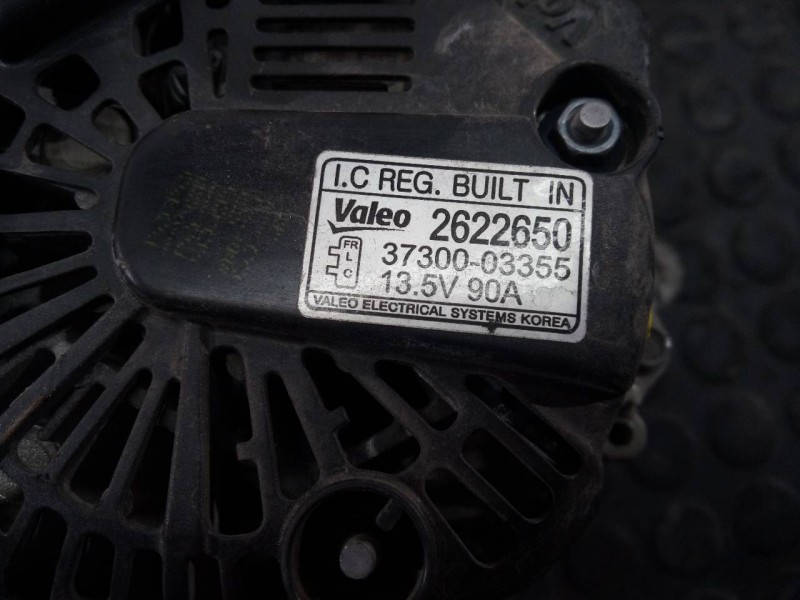 I.C REG. BUILT IN
Valeo 2622650
FR
L
C
37300-03355
13.5V 90A
VALEO ELECTRICAL SYSTEMS KOREA